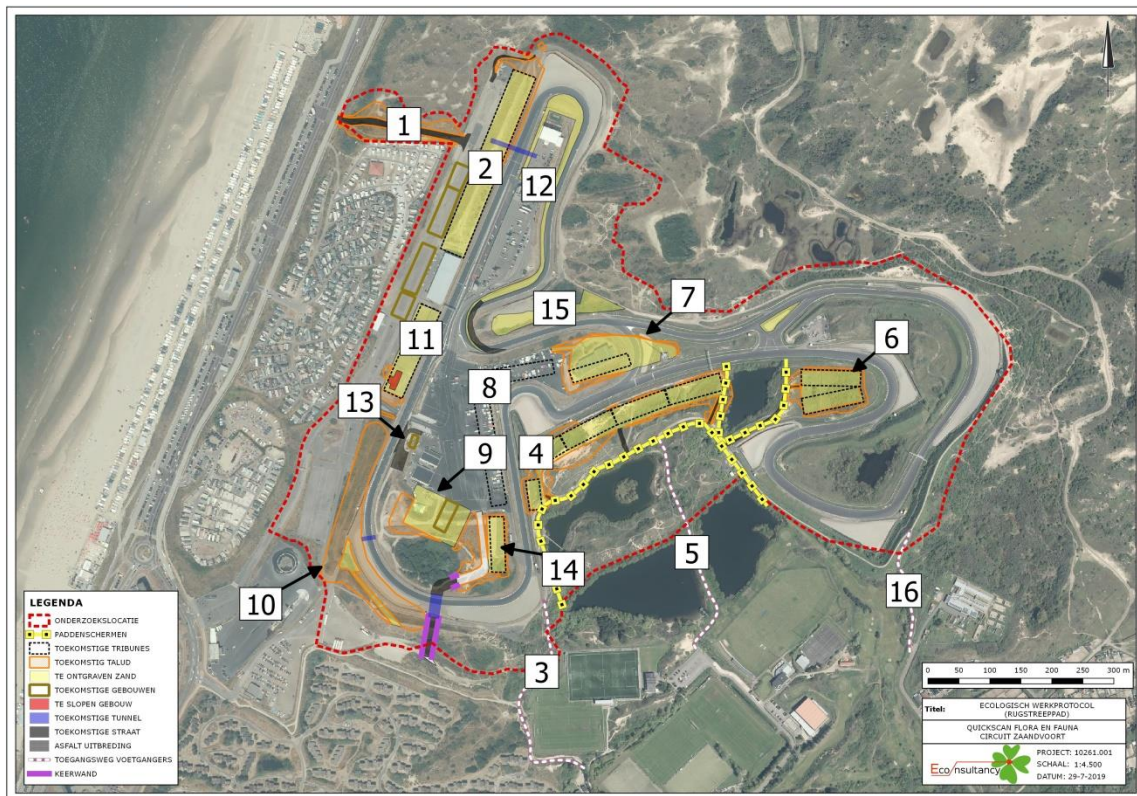 1
2
12
15
7
6
11
8
13
9
4
5
14
10
16
3
LEGENDA
ONDERZOEKSLOCATIE
PADDENSCHERMEN
TOEKOMSTIGE TRIBUNES
TOEKOMSTIG TALUD
TE ONTGRAVEN ZAND
TOEKOMSTIGE GEBOUWEN
TE SLOPEN GEBOUW
TOEKOMSTIGE TUNNEL
TOEKOMSTIGE STRAAT
ASFALT UITBREDING
TOEGANGSWEG VOETGANGERS
KEERWAND
0 50 100 150 200 250 300 m
Titel: ECOLOGISCH WERKPROTOCOL
(RUGSTREEPPAD)
QUICKSCAN FLORA EN FAUNA
CIRCUIT ZAANDVOORT
Econsultancy
PROJECT: 10261.001
SCHAAL: 1:4.500
DATUM: 29-7-2019